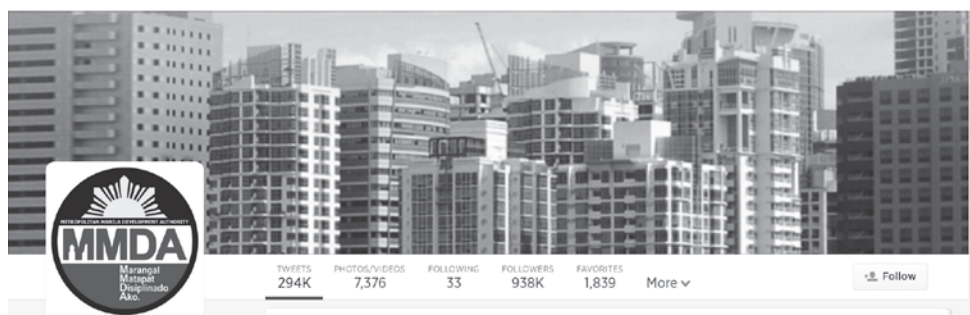 METROPOLITAN MANILA DEVELOPMENT AUTHORITY
MMDA
Marangal
Matapat
Disiplinado
Ako.
TWEETS PHOTOS/VIDEOS FOLLOWING FOLLOWERS FAVORITES
294K 7,376 33 938K 1,839 More
Follow